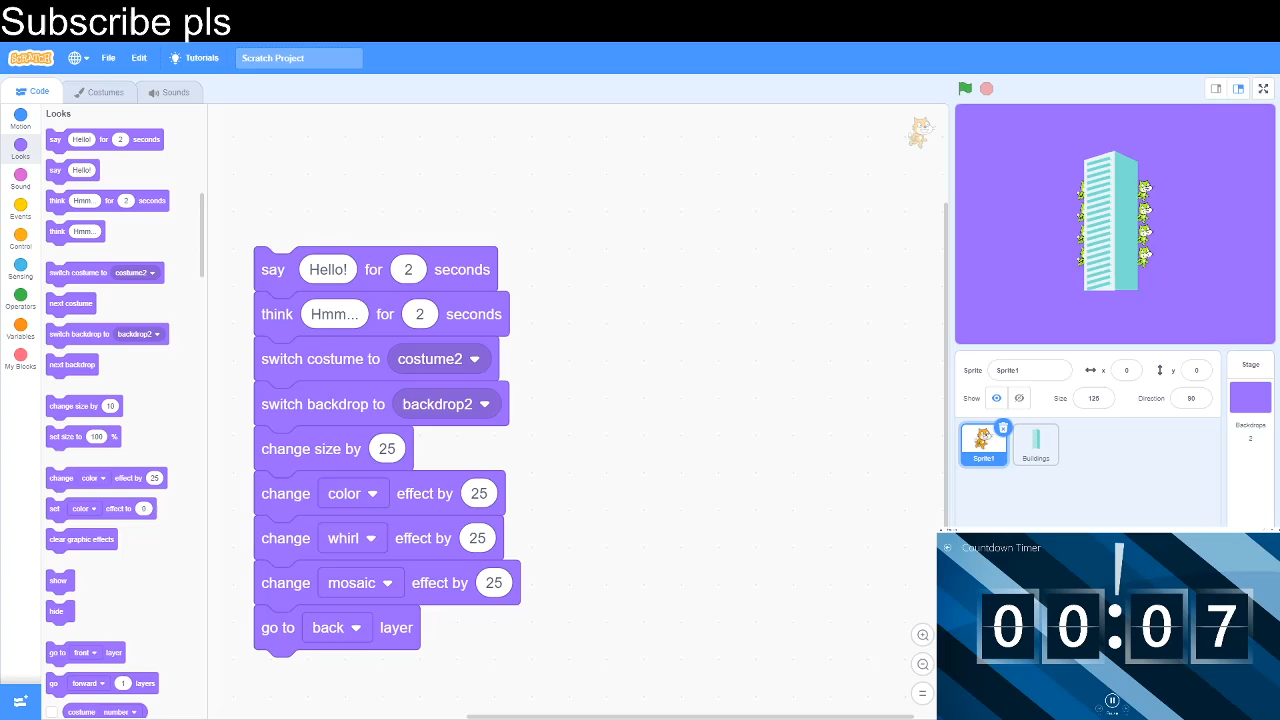 Subscribe pls
SCRATCH File Edit Tutorials Scratch Project
Code Costumes Sounds
Motion
Looks
Sound
Events
Control
Sensing
Operators
Variables
My Blocks
Looks
say Hello! for 2 seconds
say Hello!
think Hmm... for 2 seconds
think Hmm...
switch costume to costume2
next costume
switch backdrop to backdrop2
next backdrop
change size by 10
set size to 100 %
change color effect by 25
set color effect to 0
clear graphic effects
show
hide
go to front layer
go forward 1 layers
costume number
say Hello! for 2 seconds
think Hmm... for 2 seconds
switch costume to costume2
switch backdrop to backdrop2
change size by 25
change color effect by 25
change whirl effect by 25
change mosaic effect by 25
go to back layer
Sprite Sprite1 x 0 y 0
Show Size 126 Direction 90
Sprite1
Buildings
Stage
Backdrops
2
Countdown Timer
00:07